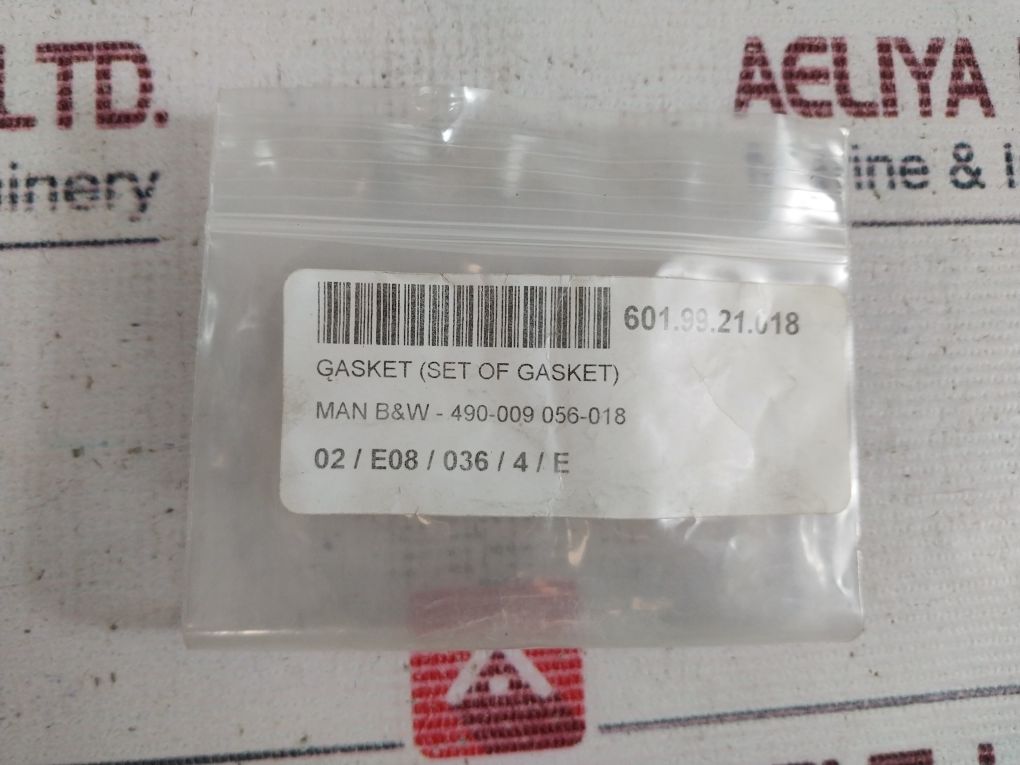 LTD.
AELIYA
ine &
601.99.21.018
GASKET (SET OF GASKET)
MAN B&W - 490-009 056-018
02 / E08 / 036 / 4 / E